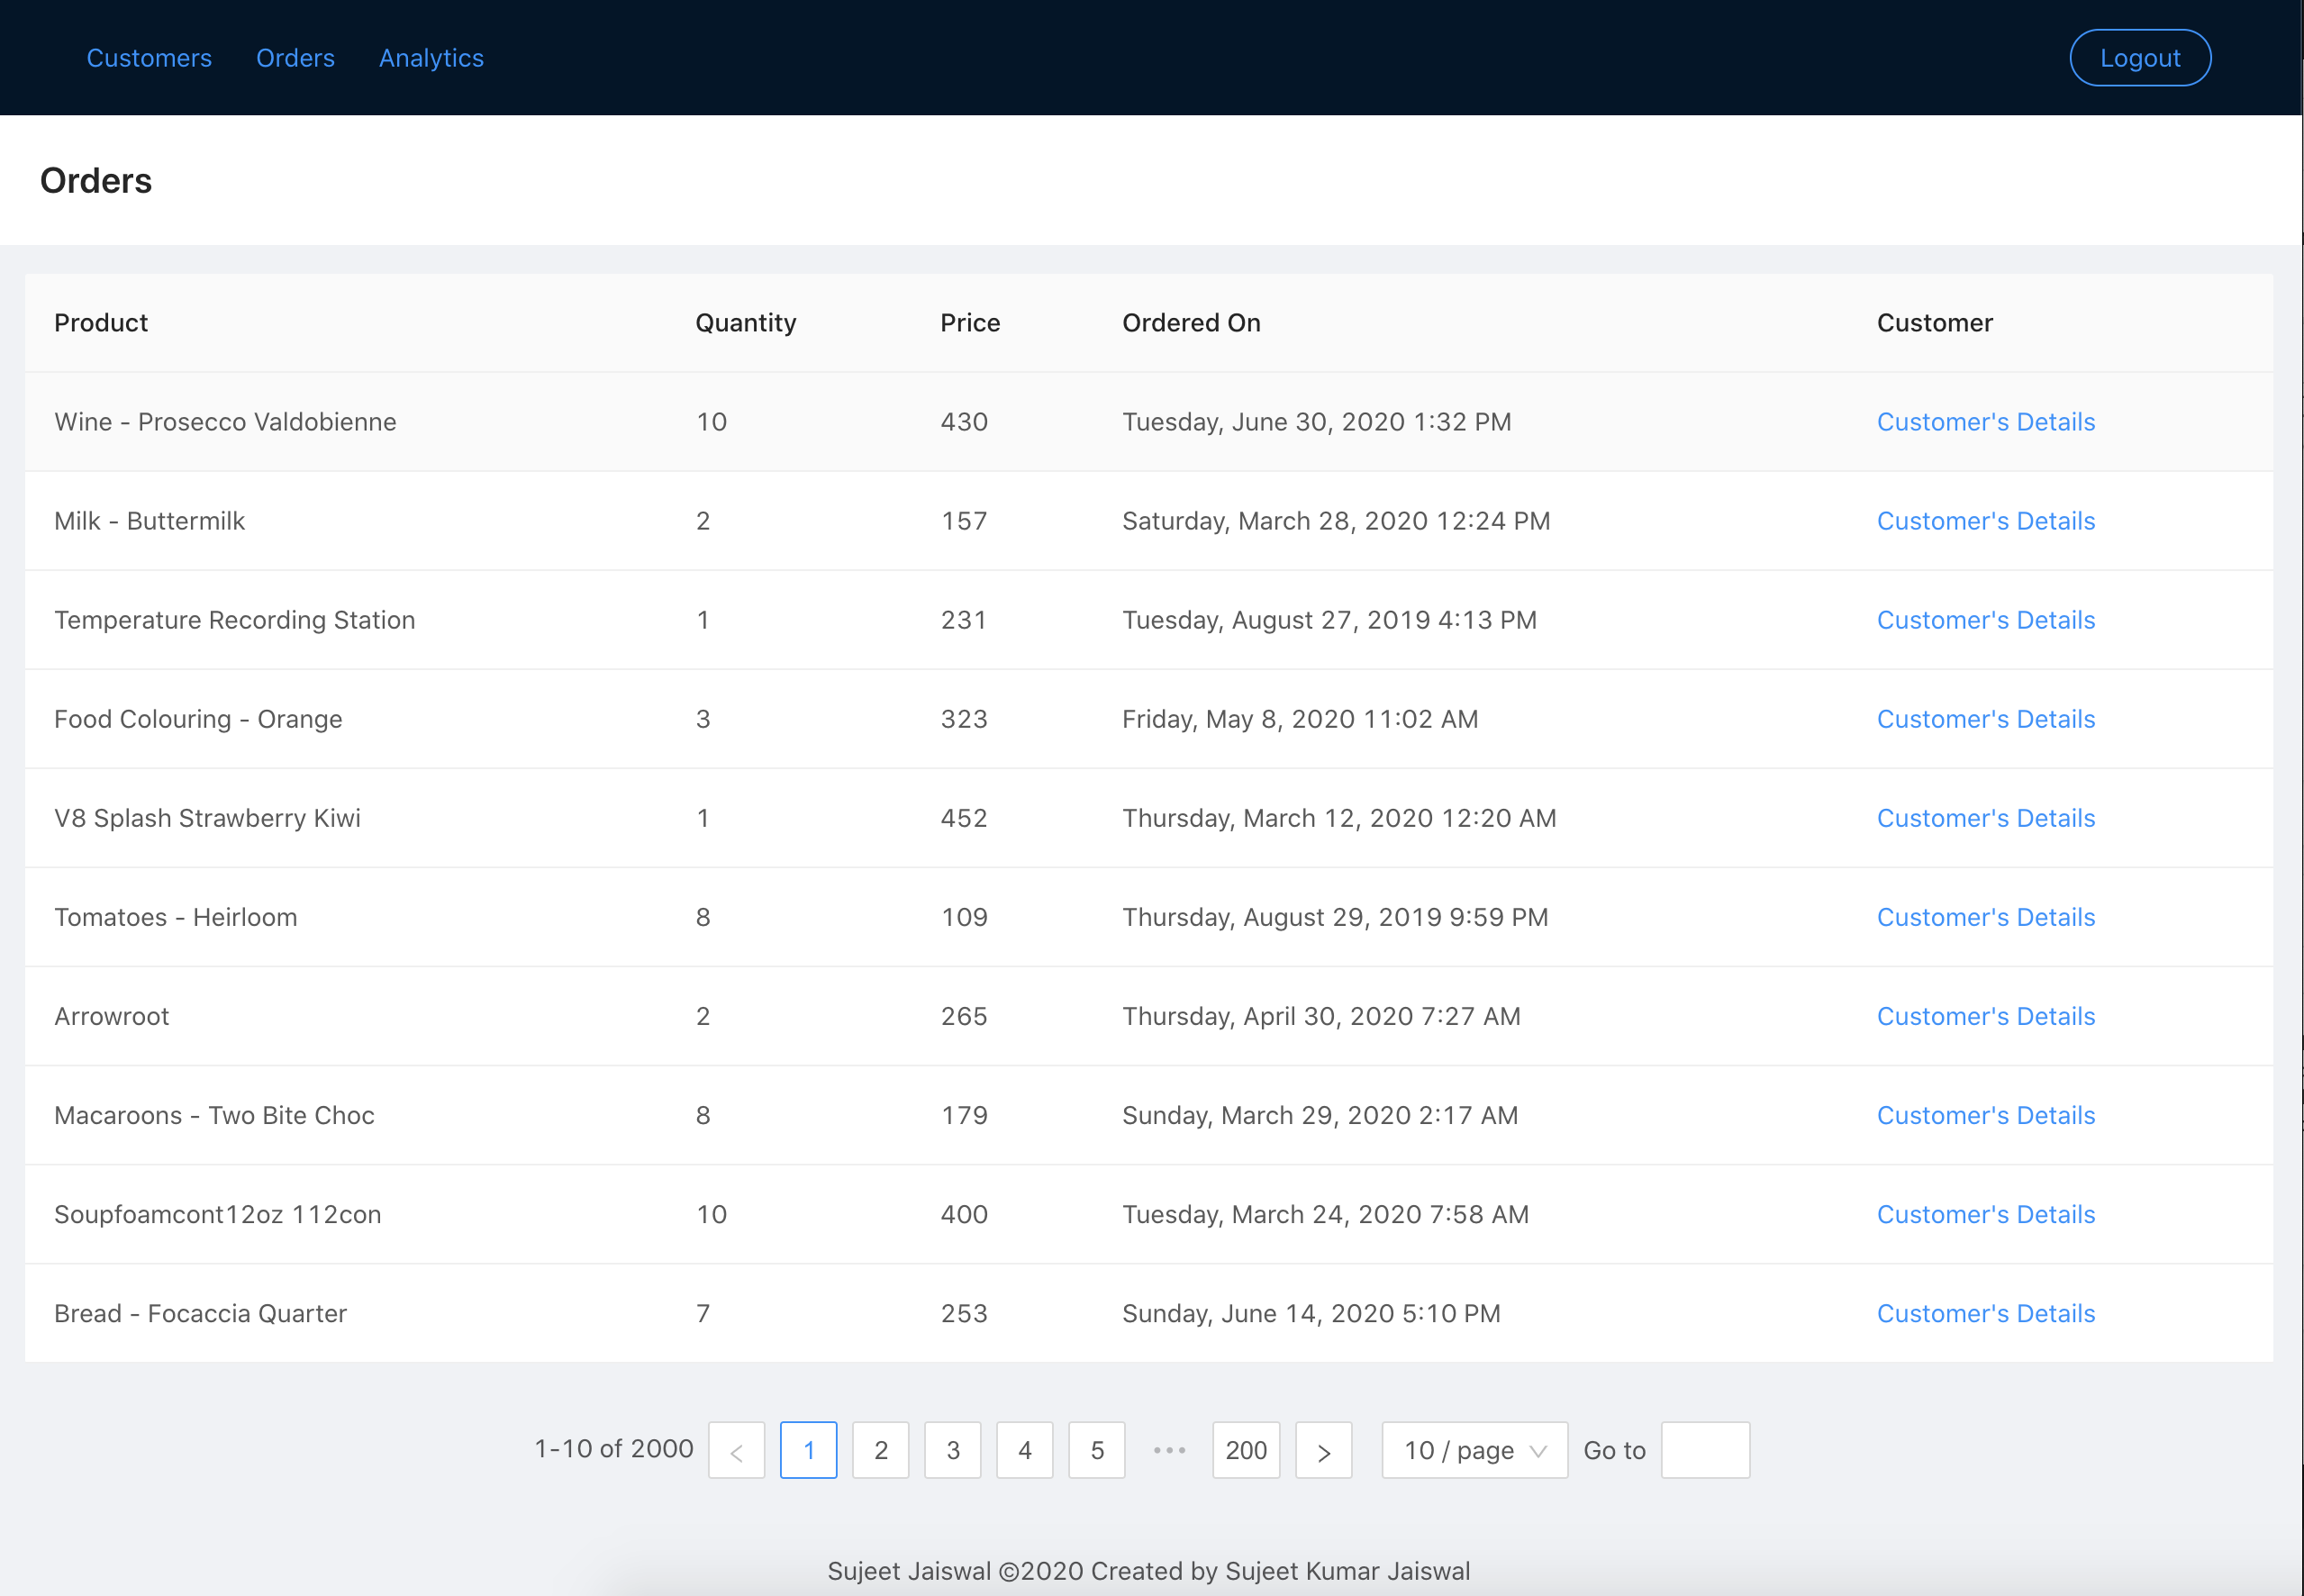 Customers Orders Analytics Logout
Orders
Product Quantity Price Ordered On Customer
Wine - Prosecco Valdobienne 10 430 Tuesday, June 30, 2020 1:32 PM Customer's Details
Milk - Buttermilk 2 157 Saturday, March 28, 2020 12:24 PM Customer's Details
Temperature Recording Station 1 231 Tuesday, August 27, 2019 4:13 PM Customer's Details
Food Colouring - Orange 3 323 Friday, May 8, 2020 11:02 AM Customer's Details
V8 Splash Strawberry Kiwi 1 452 Thursday, March 12, 2020 12:20 AM Customer's Details
Tomatoes - Heirloom 8 109 Thursday, August 29, 2019 9:59 PM Customer's Details
Arrowroot 2 265 Thursday, April 30, 2020 7:27 AM Customer's Details
Macaroons - Two Bite Choc 8 179 Sunday, March 29, 2020 2:17 AM Customer's Details
Soupfoamcont12oz 112con 10 400 Tuesday, March 24, 2020 7:58 AM Customer's Details
Bread - Focaccia Quarter 7 253 Sunday, June 14, 2020 5:10 PM Customer's Details
1-10 of 2000 < 1 2 3 4 5 ••• 200 > 10 / page Go to
Sujeet Jaiswal ©2020 Created by Sujeet Kumar Jaiswal